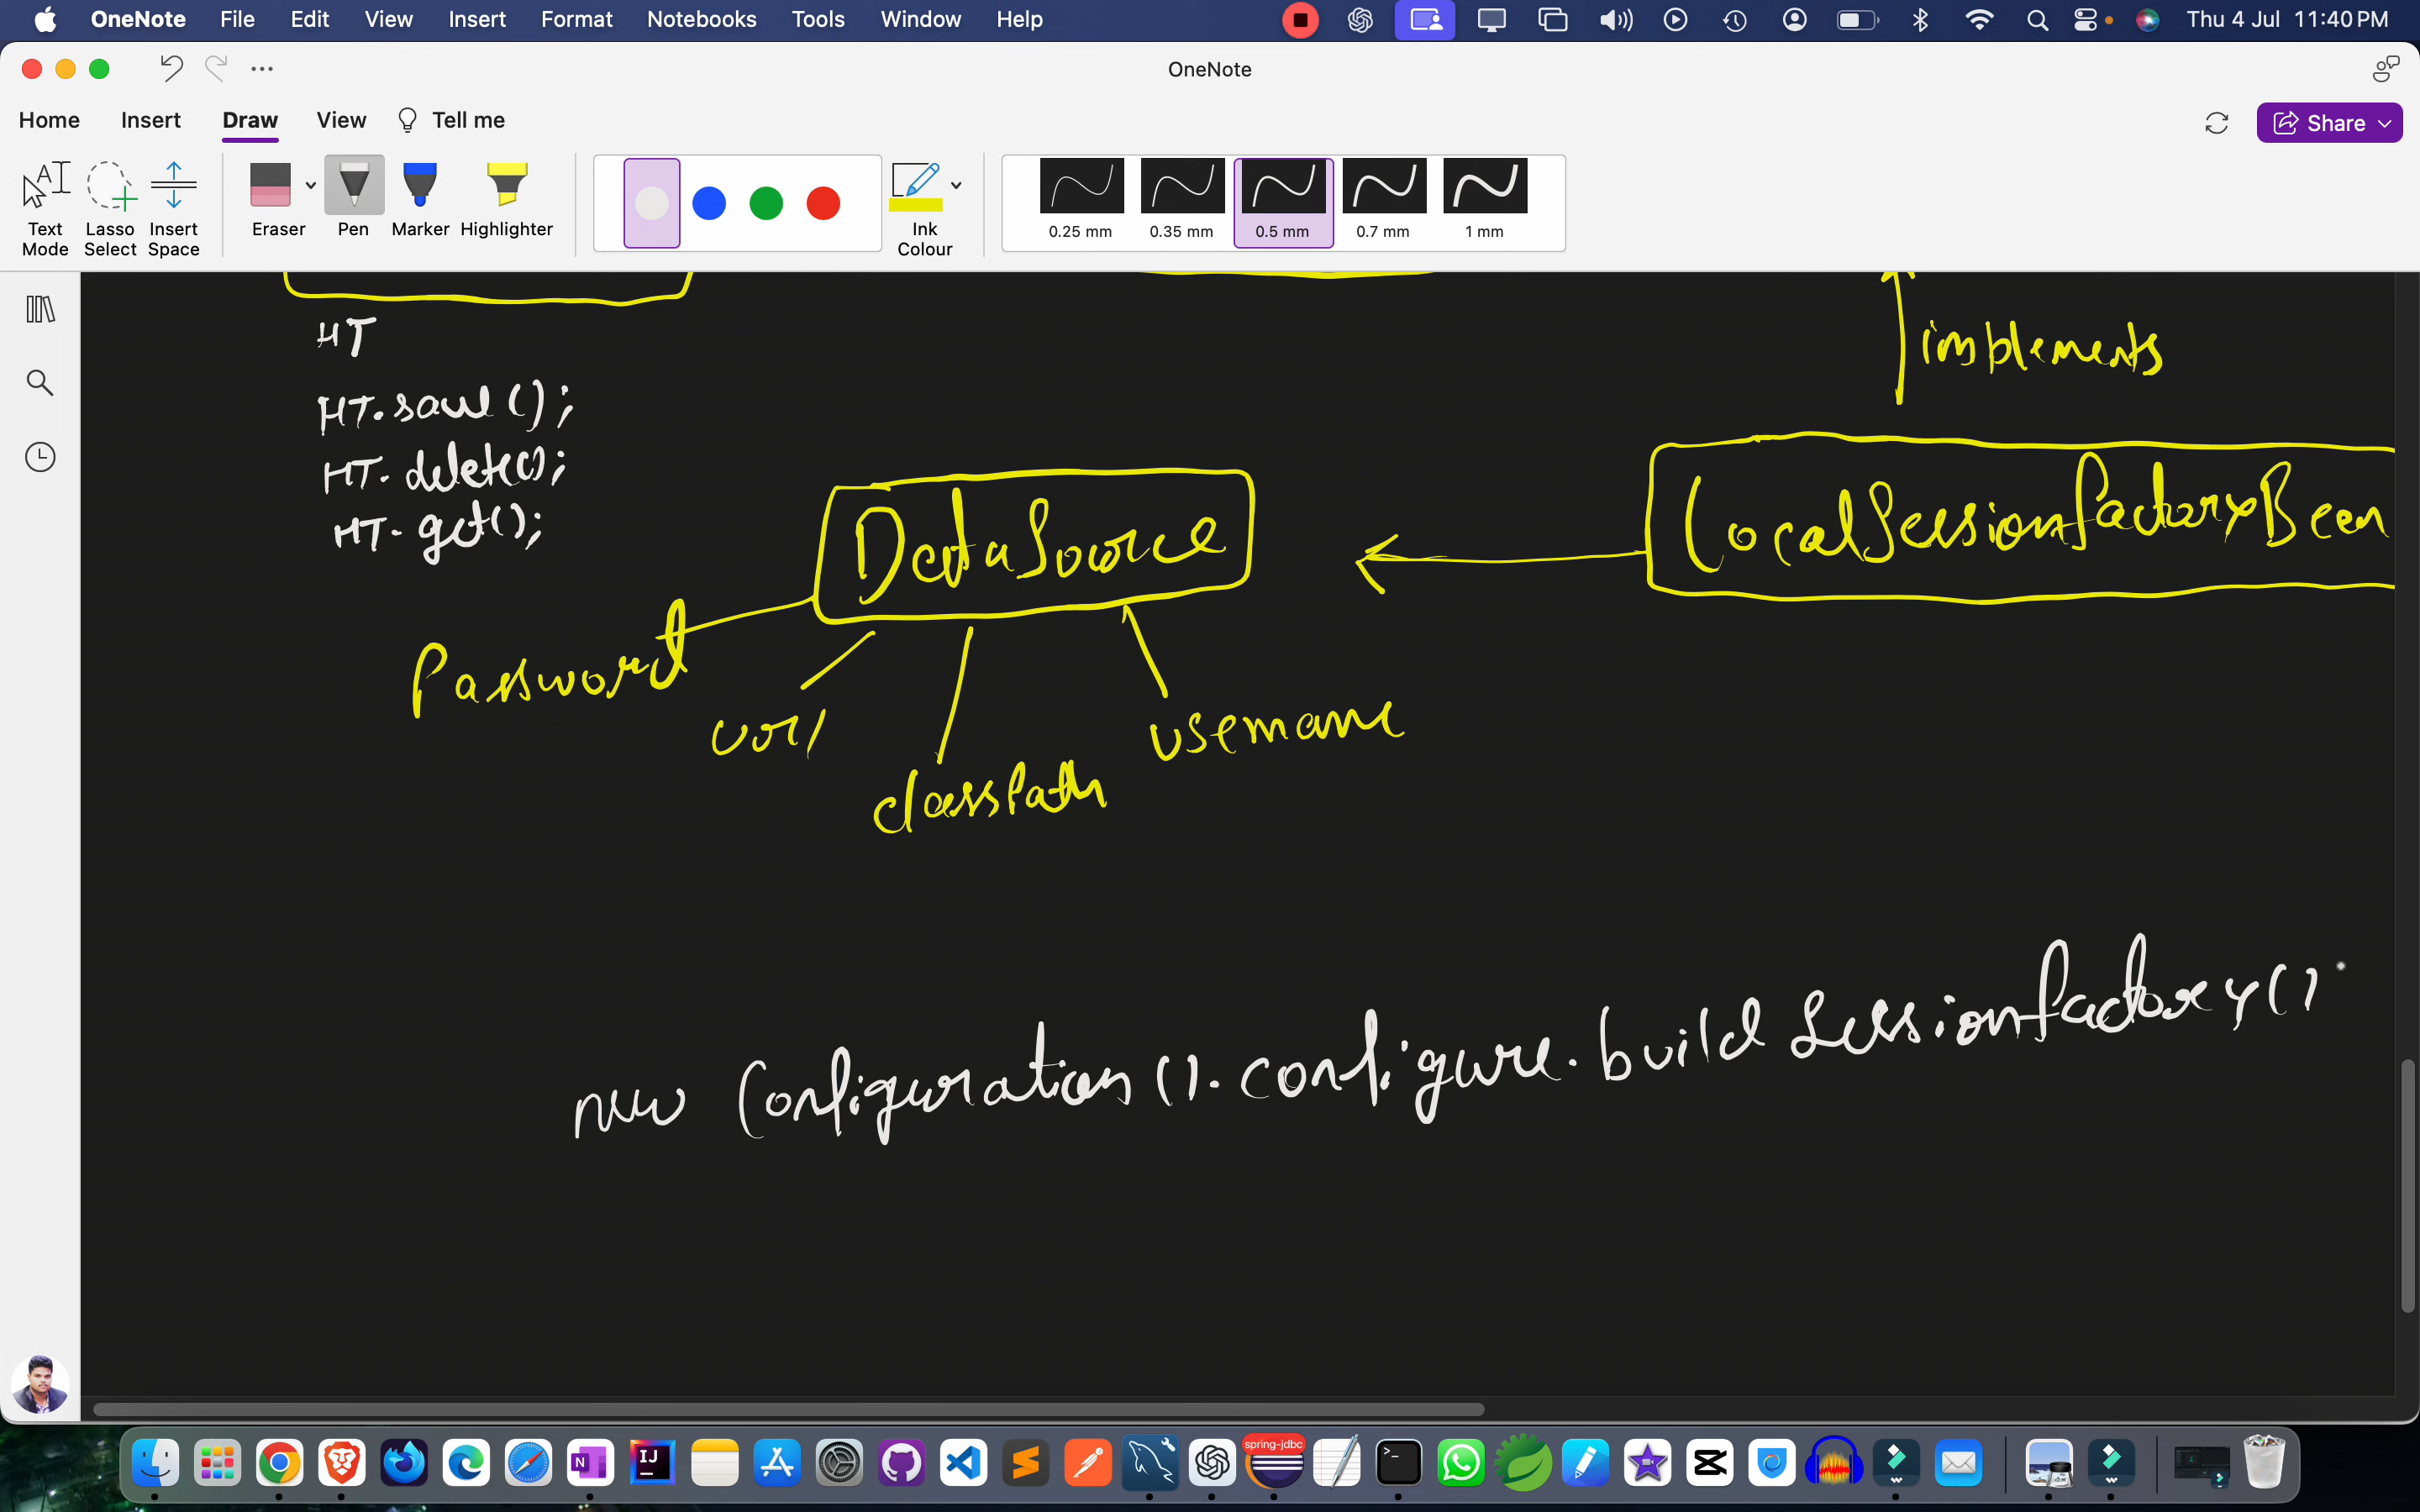 OneNote File Edit View Insert Format Notebooks Tools Window Help Thu 4 Jul 11:40 PM
OneNote
Home Insert Draw View Tell me Share
Text Mode Lasso Select Insert Space Eraser Pen Marker Highlighter Ink Colour 0.25 mm 0.35 mm 0.5 mm 0.7 mm 1 mm
HT
implements
HT.save();
HT.delete();
HT.get();
DataSource
LocalSessionFactoryBean
Password
url
username
classPath
new Configuration().configure.buildSessionFactory()
spring-jdbc